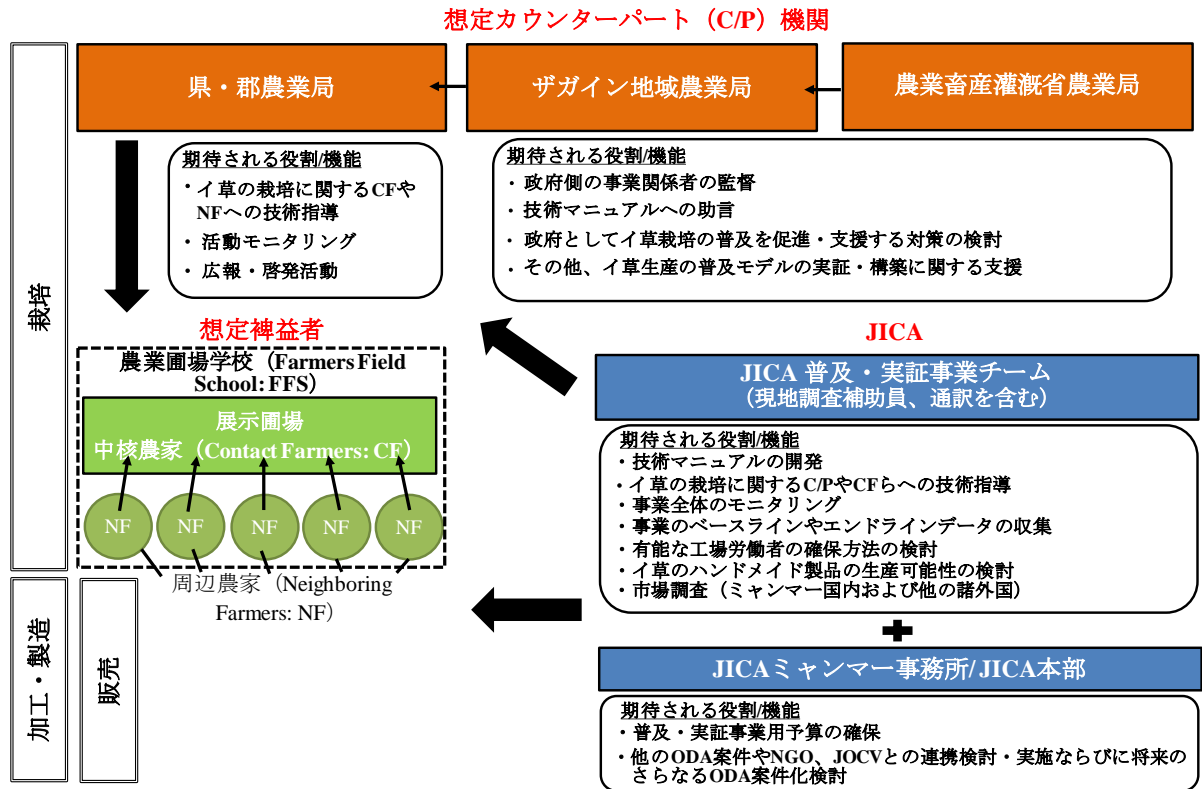 想定カウンターパート（C/P）機関
県・郡農業局
ザガイン地域農業局
農業畜産灌漑省農業局
期待される役割/機能
・イ草の栽培に関するCFや
NFへの技術指導
・ 活動モニタリング
・ 広報・啓発活動
期待される役割/機能
・ 政府側の事業関係者の監督
・ 技術マニュアルへの助言
・ 政府としてイ草栽培の普及を促進・支援する対策の検討
・ その他、イ草生産の普及モデルの実証・構築に関する支援
栽培
想定裨益者
農業圃場学校（Farmers Field
School: FFS）
展示圃場
中核農家（Contact Farmers: CF）
NF
NF
NF
NF
NF
周辺農家（Neighboring
Farmers: NF）
JICA
JICA 普及・実証事業チーム
（現地調査補助員、通訳を含む）
期待される役割/機能
・技術マニュアルの開発
・イ草の栽培に関するC/PやCFらへの技術指導
・事業全体のモニタリング
・事業のベースラインやエンドラインデータの収集
・有能な工場労働者の確保方法の検討
・イ草のハンドメイド製品の生産可能性の検討
・市場調査（ミャンマー国内および他の諸外国）
加工・製造
販売
JICAミャンマー事務所/JICA本部
期待される役割/機能
・普及・実証事業用予算の確保
・他のODA案件やNGO、JOCVとの連携検討・実施ならびに将来の
さらなるODA案件化検討